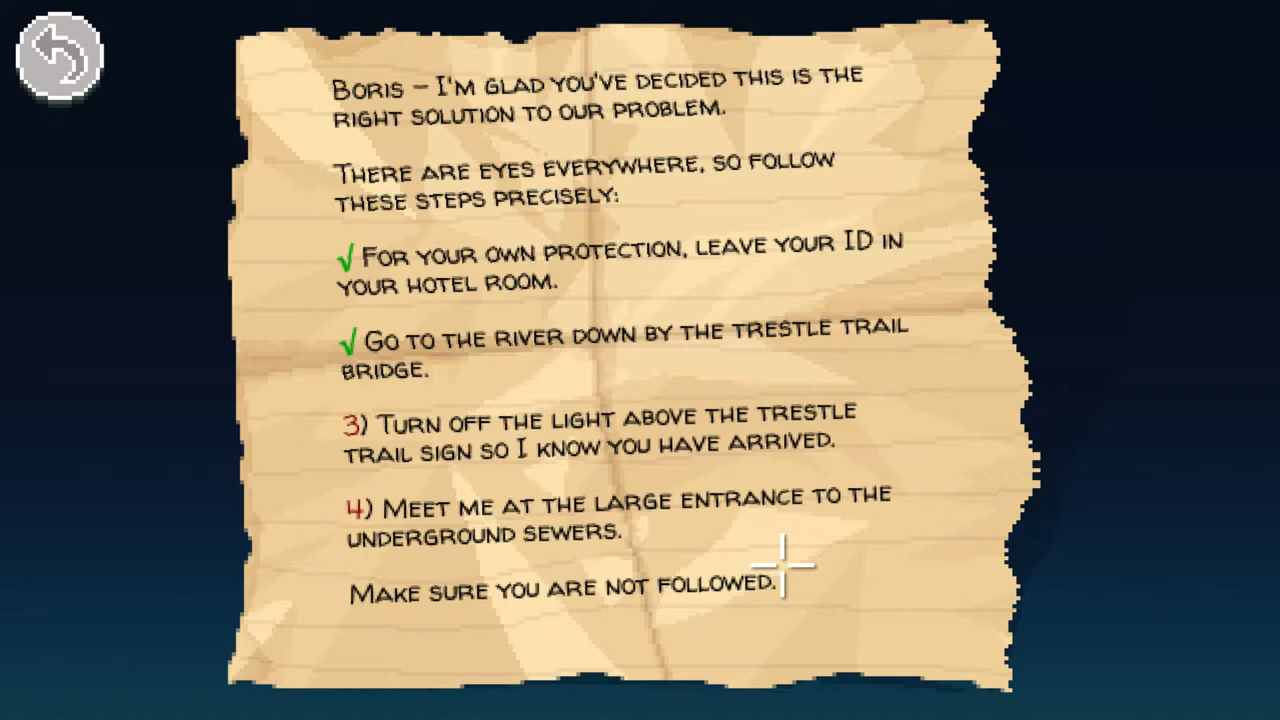 Boris – I'm glad you've decided this is the
right solution to our problem.
There are eyes everywhere, so follow
these steps precisely:
√ For your own protection, leave your ID in
your hotel room.
√ Go to the river down by the trestle trail
bridge.
3) Turn off the light above the trestle
trail sign so I know you have arrived.
4) Meet me at the large entrance to the
underground sewers.
Make sure you are not followed.